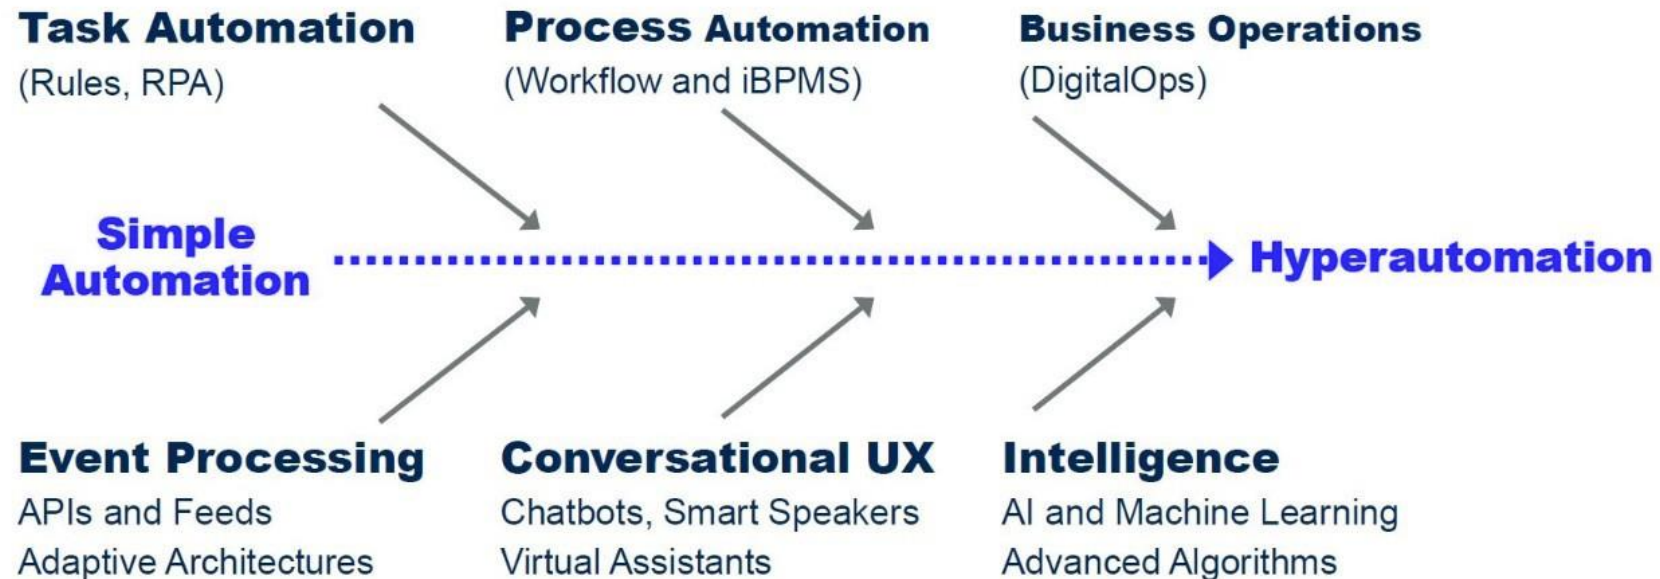 Task Automation
(Rules, RPA)
Process Automation
(Workflow and iBPMS)
Business Operations
(DigitalOps)
Simple
Automation
Hyperautomation
Event Processing
APIs and Feeds
Adaptive Architectures
Conversational UX
Chatbots, Smart Speakers
Virtual Assistants
Intelligence
AI and Machine Learning
Advanced Algorithms